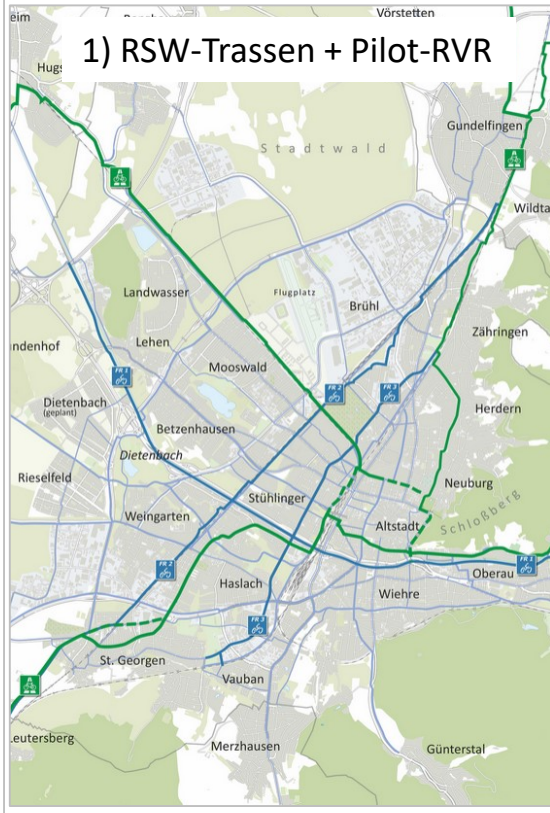 Vörstetten
eim
1) RSW-Trassen + Pilot-RVR
Hugs
Gundelfingen
Stadtwald
Wildta
Landwasser
Flugplatz
Brühl
Lehen
Zähringen
ndenhof
Mooswald
FR 1
FR 2
FR 3
Dietenbach
(geplant)
Herdern
Betzenhausen
Dietenbach
Rieselfeld
Neuburg
Stühlinger
Schloßberg
Weingarten
Altstadt
FR 2
FR 1
Haslach
Oberau
Wiehre
FR 3
St. Georgen
Vauban
Leutersberg
Merzhausen
Günterstal